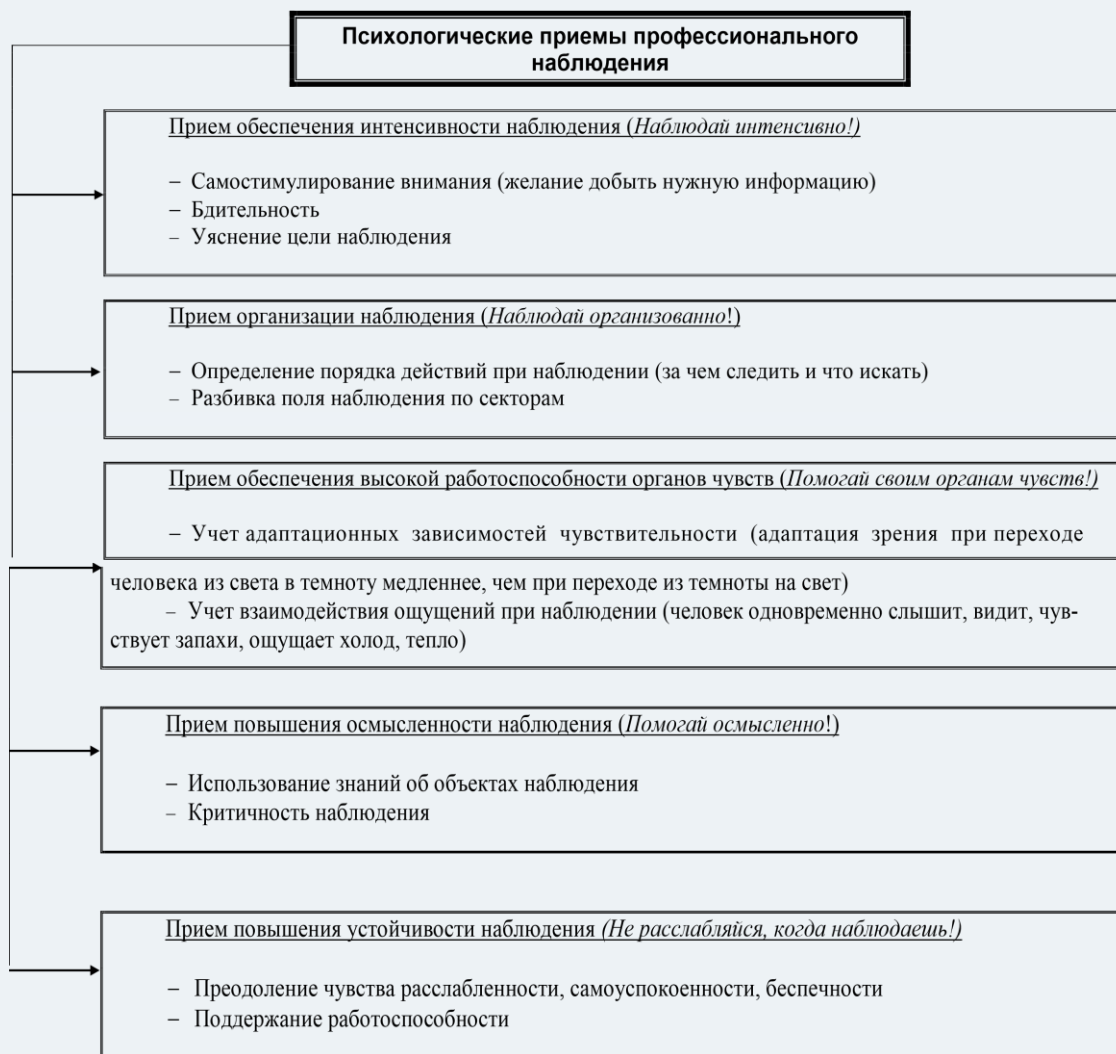 Психологические приемы профессионального
наблюдения
Прием обеспечения интенсивности наблюдения (Наблюдай интенсивно!)
– Самостимулирование внимания (желание добыть нужную информацию)
– Бдительность
– Уяснение цели наблюдения
Прием организации наблюдения (Наблюдай организованно!)
– Определение порядка действий при наблюдении (за чем следить и что искать)
– Разбивка поля наблюдения по секторам
Прием обеспечения высокой работоспособности органов чувств (Помогай своим органам чувств!)
– Учет адаптационных зависимостей чувствительности (адаптация зрения при переходе
человека из света в темноту медленнее, чем при переходе из темноты на свет)
– Учет взаимодействия ощущений при наблюдении (человек одновременно слышит, видит, чув-
ствует запахи, ощущает холод, тепло)
Прием повышения осмысленности наблюдения (Помогай осмысленно!)
– Использование знаний об объектах наблюдения
– Критичность наблюдения
Прием повышения устойчивости наблюдения (Не расслабляйся, когда наблюдаешь!)
– Преодоление чувства расслабленности, самоуспокоенности, беспечности
– Поддержание работоспособности